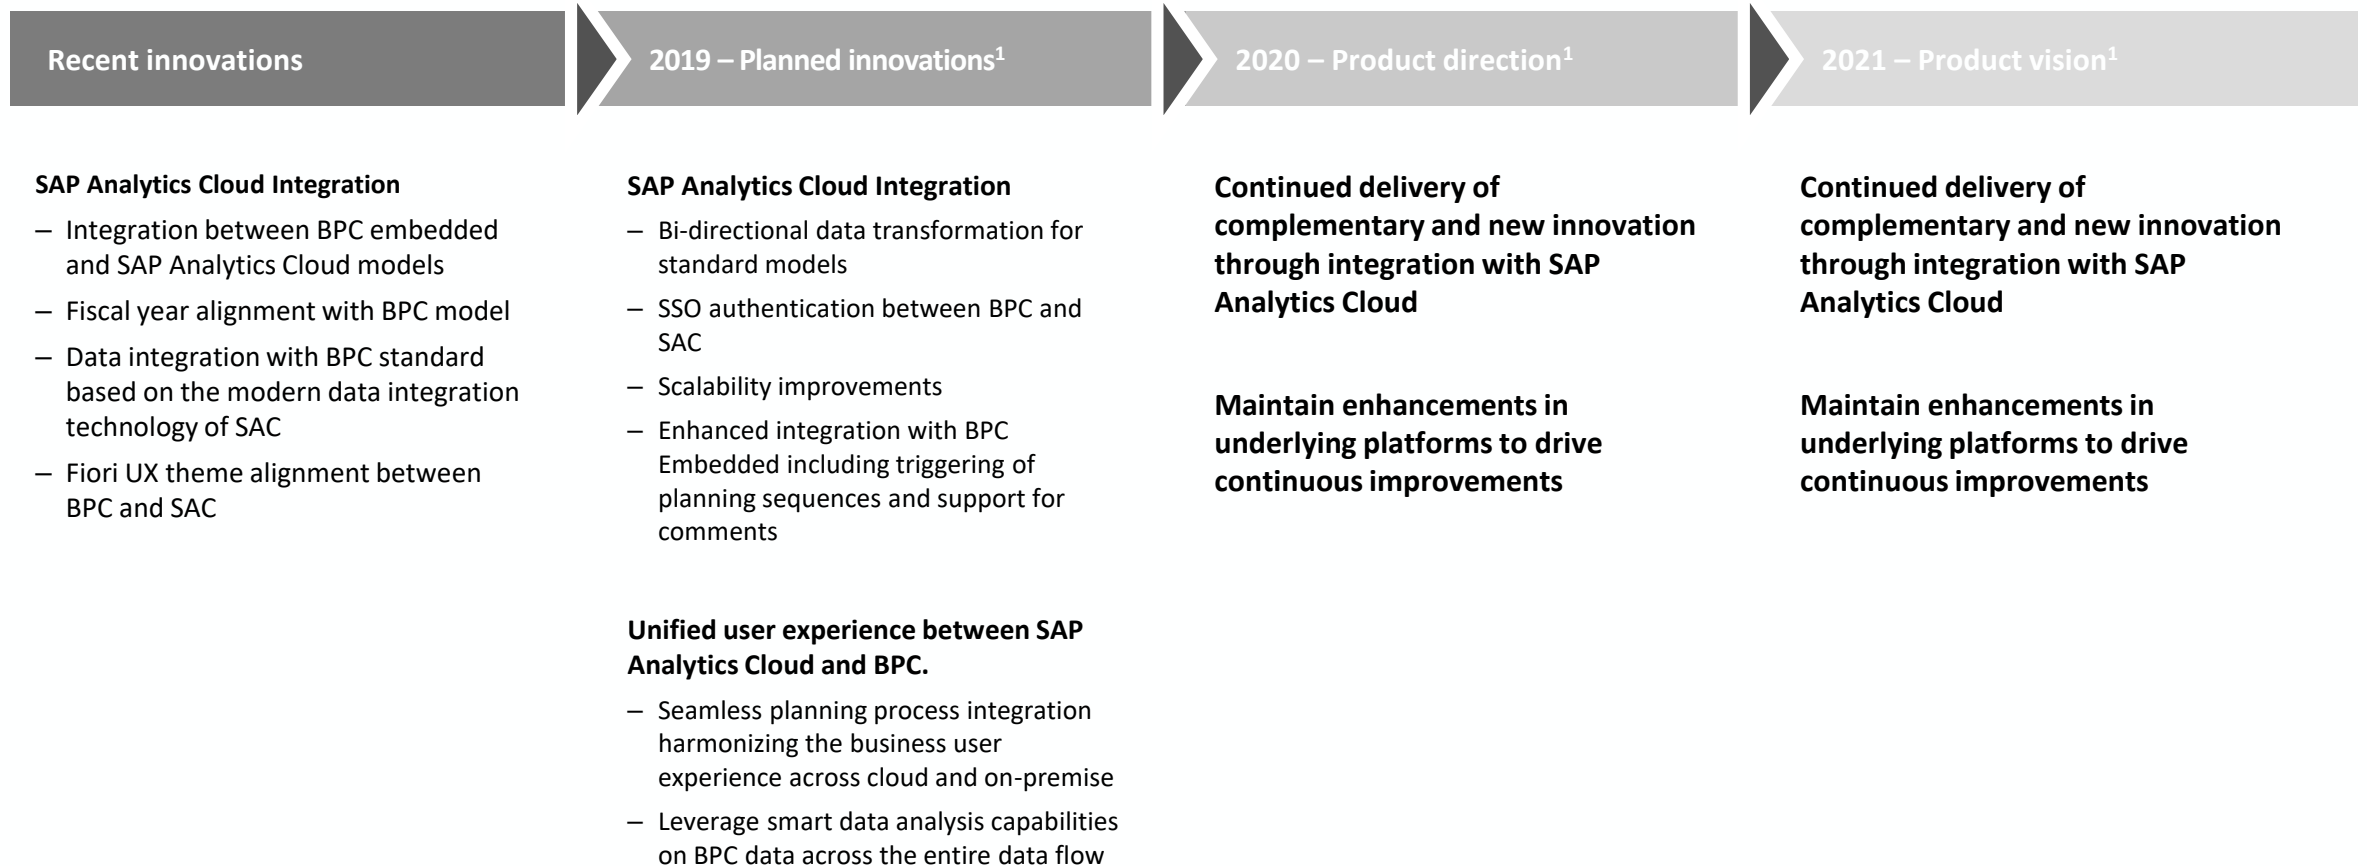 Recent innovations
2019 – Planned innovations¹
2020 – Product direction¹
2021 – Product vision¹
SAP Analytics Cloud Integration
– Integration between BPC embedded
and SAP Analytics Cloud models
– Fiscal year alignment with BPC model
– Data integration with BPC standard
based on the modern data integration
technology of SAC
– Fiori UX theme alignment between
BPC and SAC
SAP Analytics Cloud Integration
– Bi-directional data transformation for
standard models
– SSO authentication between BPC and
SAC
– Scalability improvements
– Enhanced integration with BPC
Embedded including triggering of
planning sequences and support for
comments
Unified user experience between SAP
Analytics Cloud and BPC.
– Seamless planning process integration
harmonizing the business user
experience across cloud and on-premise
– Leverage smart data analysis capabilities
on BPC data across the entire data flow
Continued delivery of
complementary and new innovation
through integration with SAP
Analytics Cloud
Maintain enhancements in
underlying platforms to drive
continuous improvements
Continued delivery of
complementary and new innovation
through integration with SAP
Analytics Cloud
Maintain enhancements in
underlying platforms to drive
continuous improvements